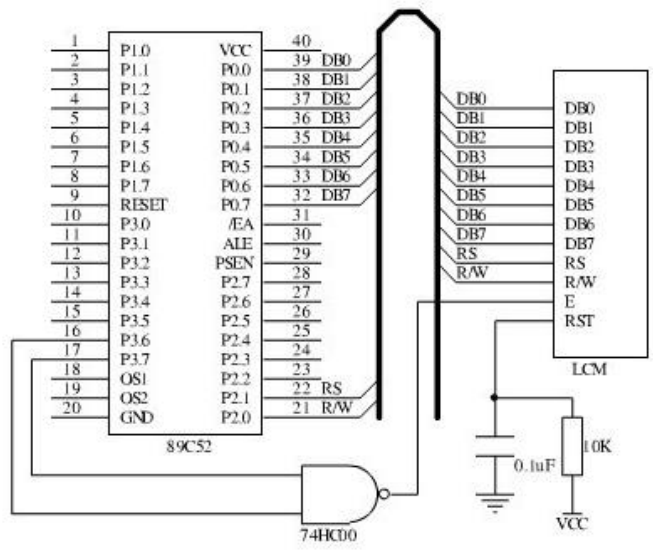 1 P1.0 VCC 40
2 P1.1 P0.0 39 DB0
3 P1.2 P0.1 38 DB1
4 P1.3 P0.2 37 DB2
5 P1.4 P0.3 36 DB3
6 P1.5 P0.4 35 DB4
7 P1.6 P0.5 34 DB5
8 P1.7 P0.6 33 DB6
9 RESET P0.7 32 DB7
10 P3.0 /EA 31
11 P3.1 ALE 30
12 P3.2 PSEN 29
13 P3.3 P2.7 28
14 P3.4 P2.6 27
15 P3.5 P2.5 26
16 P3.6 P2.4 25
17 P3.7 P2.3 24
18 OS1 P2.2 23
19 OS2 P2.1 22 RS
20 GND P2.0 21 R/W
89C52
DB0 DB0
DB1 DB1
DB2 DB2
DB3 DB3
DB4 DB4
DB5 DB5
DB6 DB6
DB7 DB7
RS RS
R/W R/W
E
RST
LCM
0.1uF 10K
VCC
74HC00